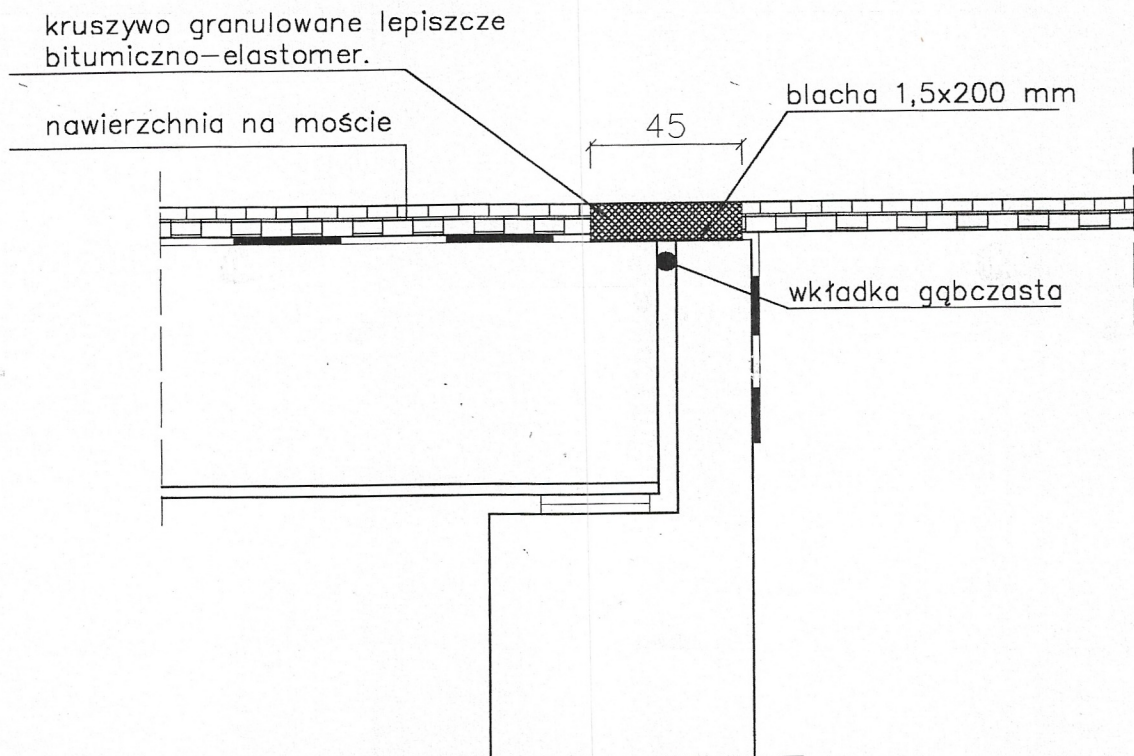 kruszywo granulowane lepiszcze
bitumiczno-elastomer.
nawierzchnia na moście
45
blacha 1,5x200 mm
wkładka gąbczasta